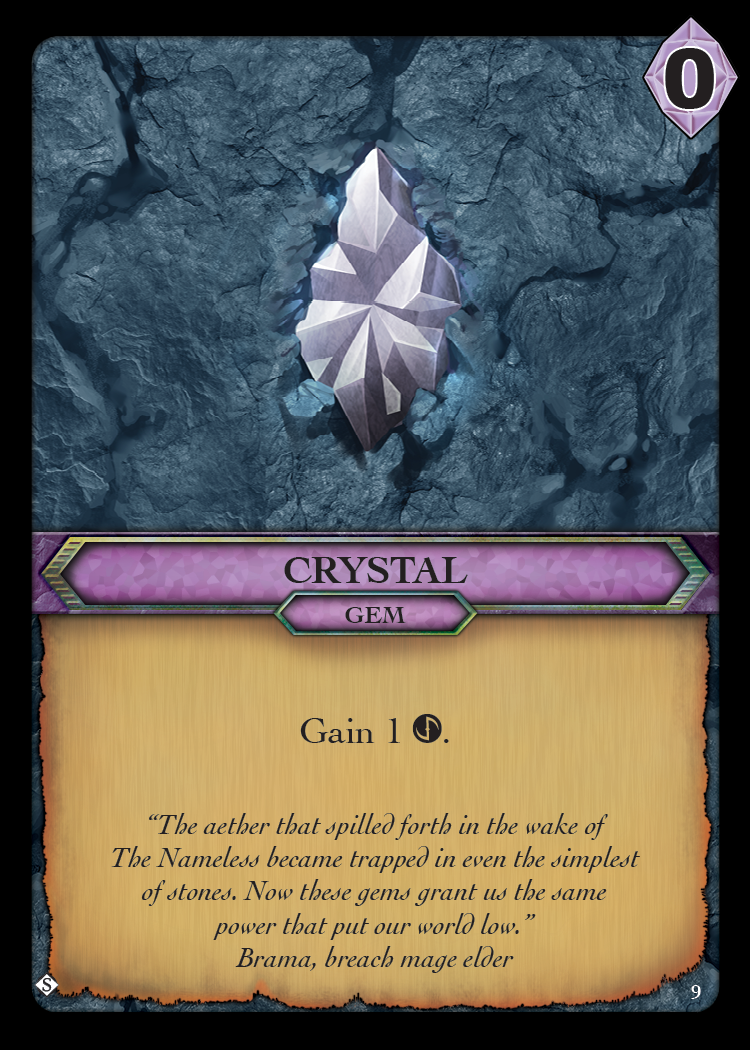 0
CRYSTAL
GEM
Gain 1 .
“The aether that spilled forth in the wake of
The Nameless became trapped in even the simplest
of stones. Now these gems grant us the same
power that put our world low.”
Brama, breach mage elder
S
9